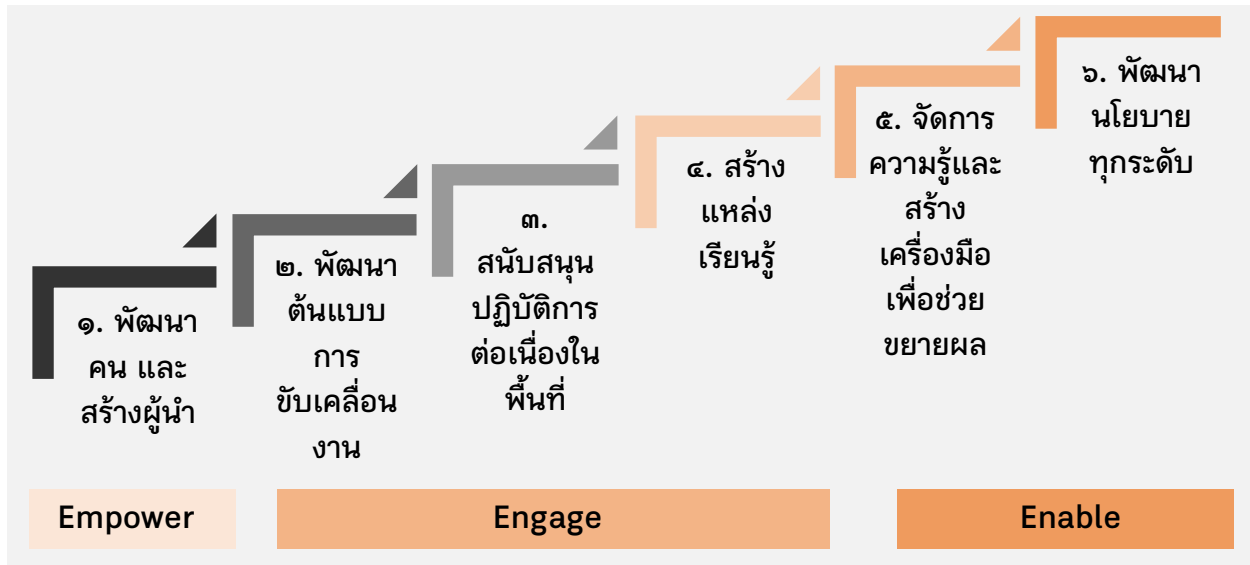 ๑. พัฒนา
คน และ
สร้างผู้นำ
๒. พัฒนา
ต้นแบบ
การ
ขับเคลื่อน
งาน
๓.
สนับสนุน
ปฏิบัติการ
ต่อเนื่องใน
พื้นที่
๔. สร้าง
แหล่ง
เรียนรู้
๕. จัดการ
ความรู้และ
สร้าง
เครื่องมือ
เพื่อช่วย
ขยายผล
๖. พัฒนา
นโยบาย
ทุกระดับ
Empower
Engage
Enable